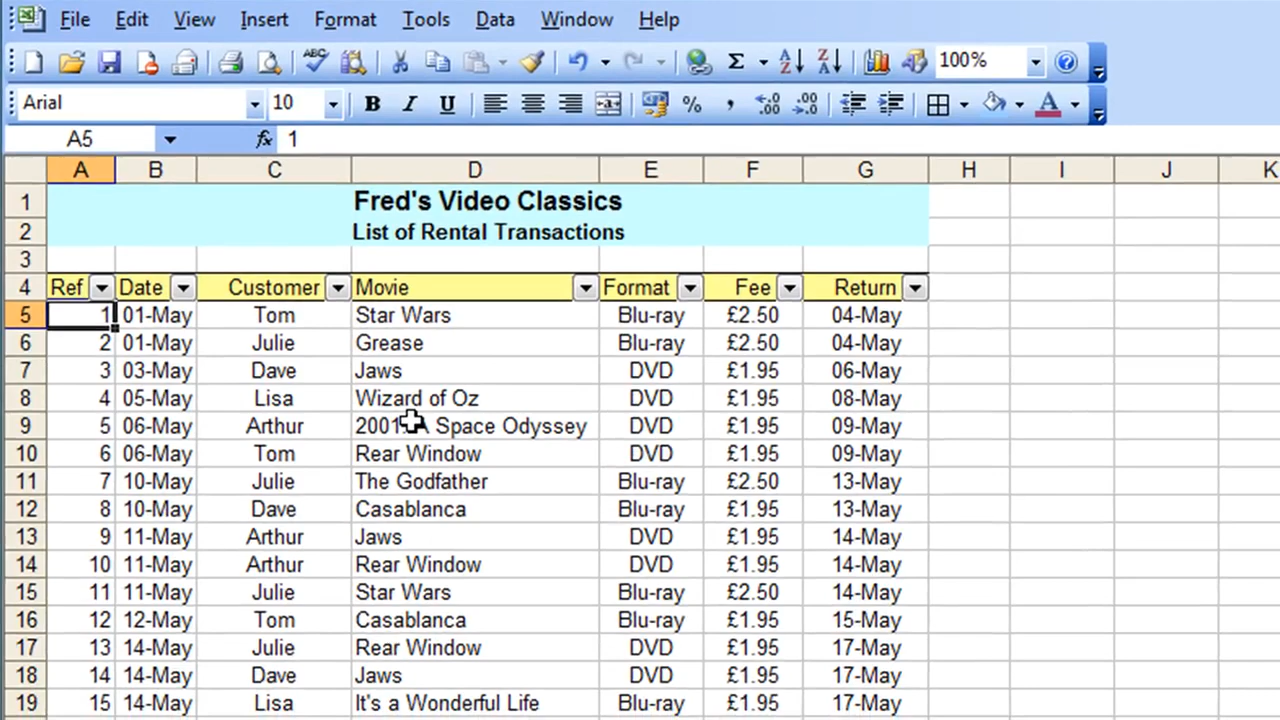 File Edit View Insert Format Tools Data Window Help
ABC Σ A Z Z A 100% ?
Arial 10 B I U % , .00 .0 A
A5 fx 1
A B C D E F G H I J K
1 Fred's Video Classics
2 List of Rental Transactions
3
4 Ref Date Customer Movie Format Fee Return
5 1 01-May Tom Star Wars Blu-ray £2.50 04-May
6 2 01-May Julie Grease Blu-ray £2.50 04-May
7 3 03-May Dave Jaws DVD £1.95 06-May
8 4 05-May Lisa Wizard of Oz DVD £1.95 08-May
9 5 06-May Arthur 2001 A Space Odyssey DVD £1.95 09-May
10 6 06-May Tom Rear Window DVD £1.95 09-May
11 7 10-May Julie The Godfather Blu-ray £2.50 13-May
12 8 10-May Dave Casablanca Blu-ray £1.95 13-May
13 9 11-May Arthur Jaws DVD £1.95 14-May
14 10 11-May Arthur Rear Window DVD £1.95 14-May
15 11 11-May Julie Star Wars Blu-ray £2.50 14-May
16 12 12-May Tom Casablanca Blu-ray £1.95 15-May
17 13 14-May Julie Rear Window DVD £1.95 17-May
18 14 14-May Dave Jaws DVD £1.95 17-May
19 15 14-May Lisa It's a Wonderful Life Blu-ray £1.95 17-May